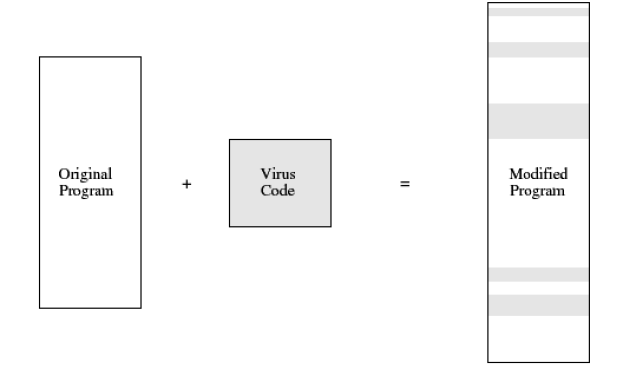 Original
Program
+
Virus
Code
=
Modified
Program